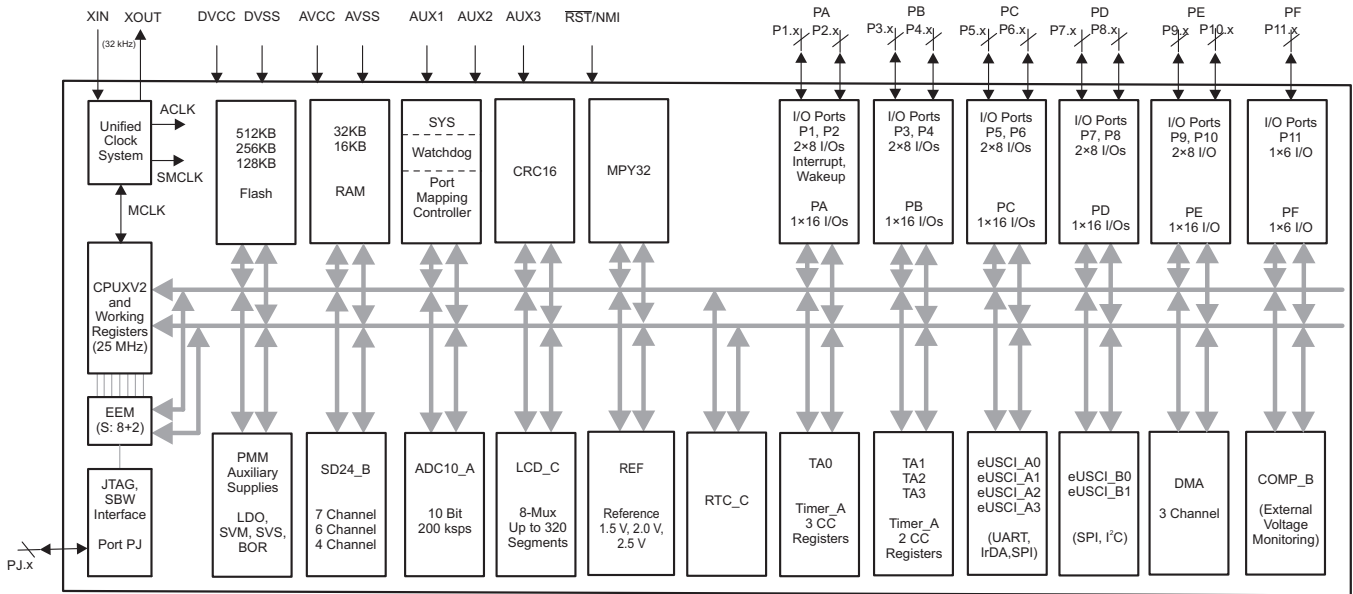 XIN
XOUT
(32 kHz)
DVCC
DVSS
AVCC
AVSS
AUX1
AUX2
AUX3
RST/NMI
PA
P1.x
P2.x
PB
P3.x
P4.x
PC
P5.x
P6.x
PD
P7.x
P8.x
PE
P9.x
P10.x
PF
P11.x
Unified
Clock
System
ACLK
SMCLK
MCLK
512KB
256KB
128KB
Flash
32KB
16KB
RAM
SYS
Watchdog
Port
Mapping
Controller
CRC16
MPY32
I/O Ports
P1, P2
2×8 I/Os
Interrupt,
Wakeup
PA
1×16 I/Os
I/O Ports
P3, P4
2×8 I/Os
PB
1×16 I/Os
I/O Ports
P5, P6
2×8 I/Os
PC
1×16 I/Os
I/O Ports
P7, P8
2×8 I/Os
PD
1×16 I/Os
I/O Ports
P9, P10
2×8 I/O
PE
1×16 I/O
I/O Ports
P11
1×6 I/O
PF
1×6 I/O
CPUXV2
and
Working
Registers
(25 MHz)
EEM
(S: 8+2)
JTAG,
SBW
Interface
Port PJ
PJ.x
PMM
Auxiliary
Supplies
LDO,
SVM, SVS,
BOR
SD24_B
7 Channel
6 Channel
4 Channel
ADC10_A
10 Bit
200 ksps
LCD_C
8-Mux
Up to 320
Segments
REF
Reference
1.5 V, 2.0 V,
2.5 V
RTC_C
TA0
Timer_A
3 CC
Registers
TA1
TA2
TA3
Timer_A
2 CC
Registers
eUSCI_A0
eUSCI_A1
eUSCI_A2
eUSCI_A3
(UART,
IrDA,SPI)
eUSCI_B0
eUSCI_B1
(SPI, I²C)
DMA
3 Channel
COMP_B
(External
Voltage
Monitoring)